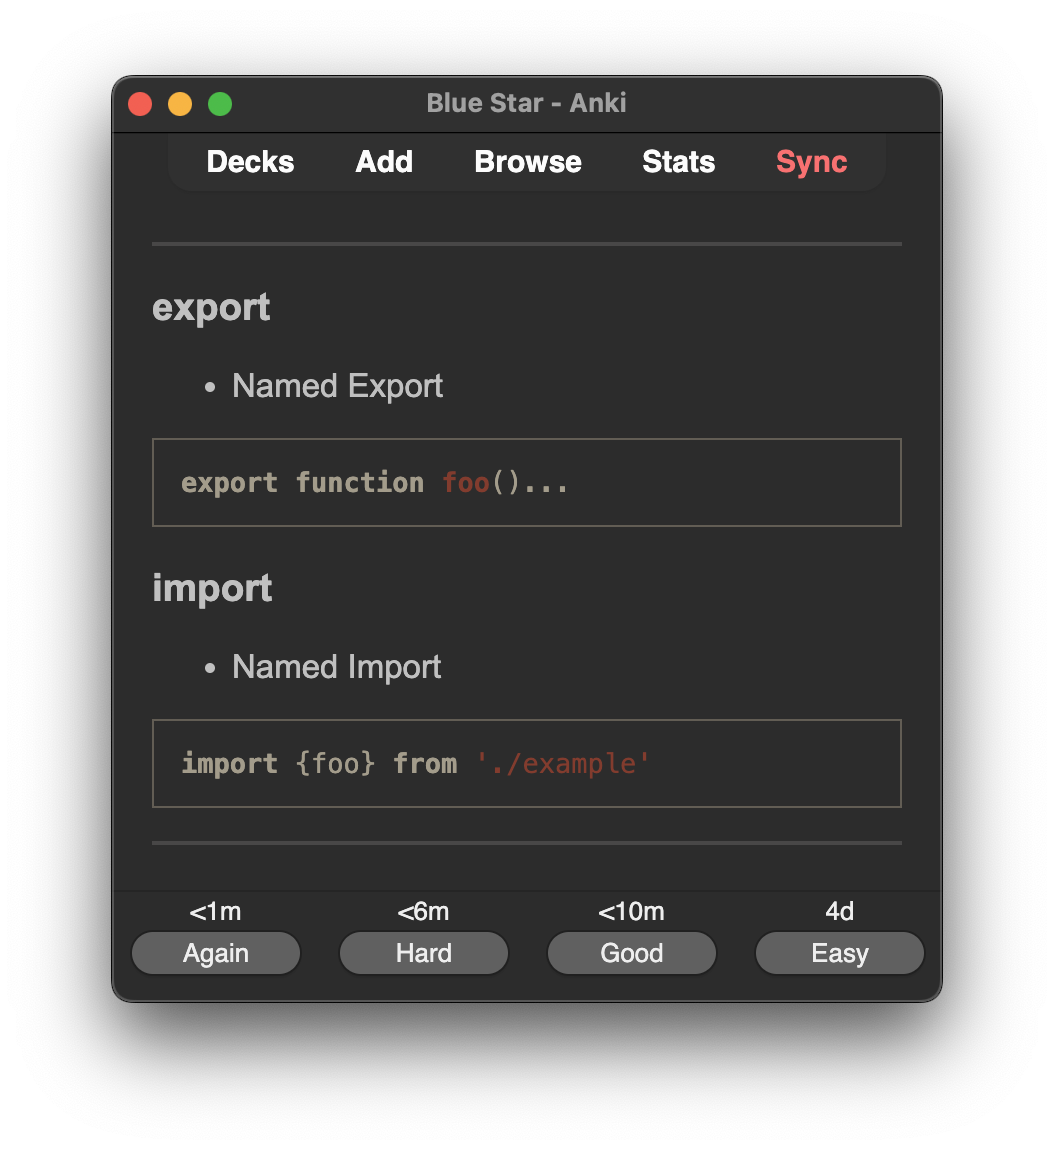 Blue Star - Anki
Decks Add Browse Stats Sync
export
• Named Export
export function foo()...
import
• Named Import
import {foo} from './example'
<1m <6m <10m 4d
Again Hard Good Easy